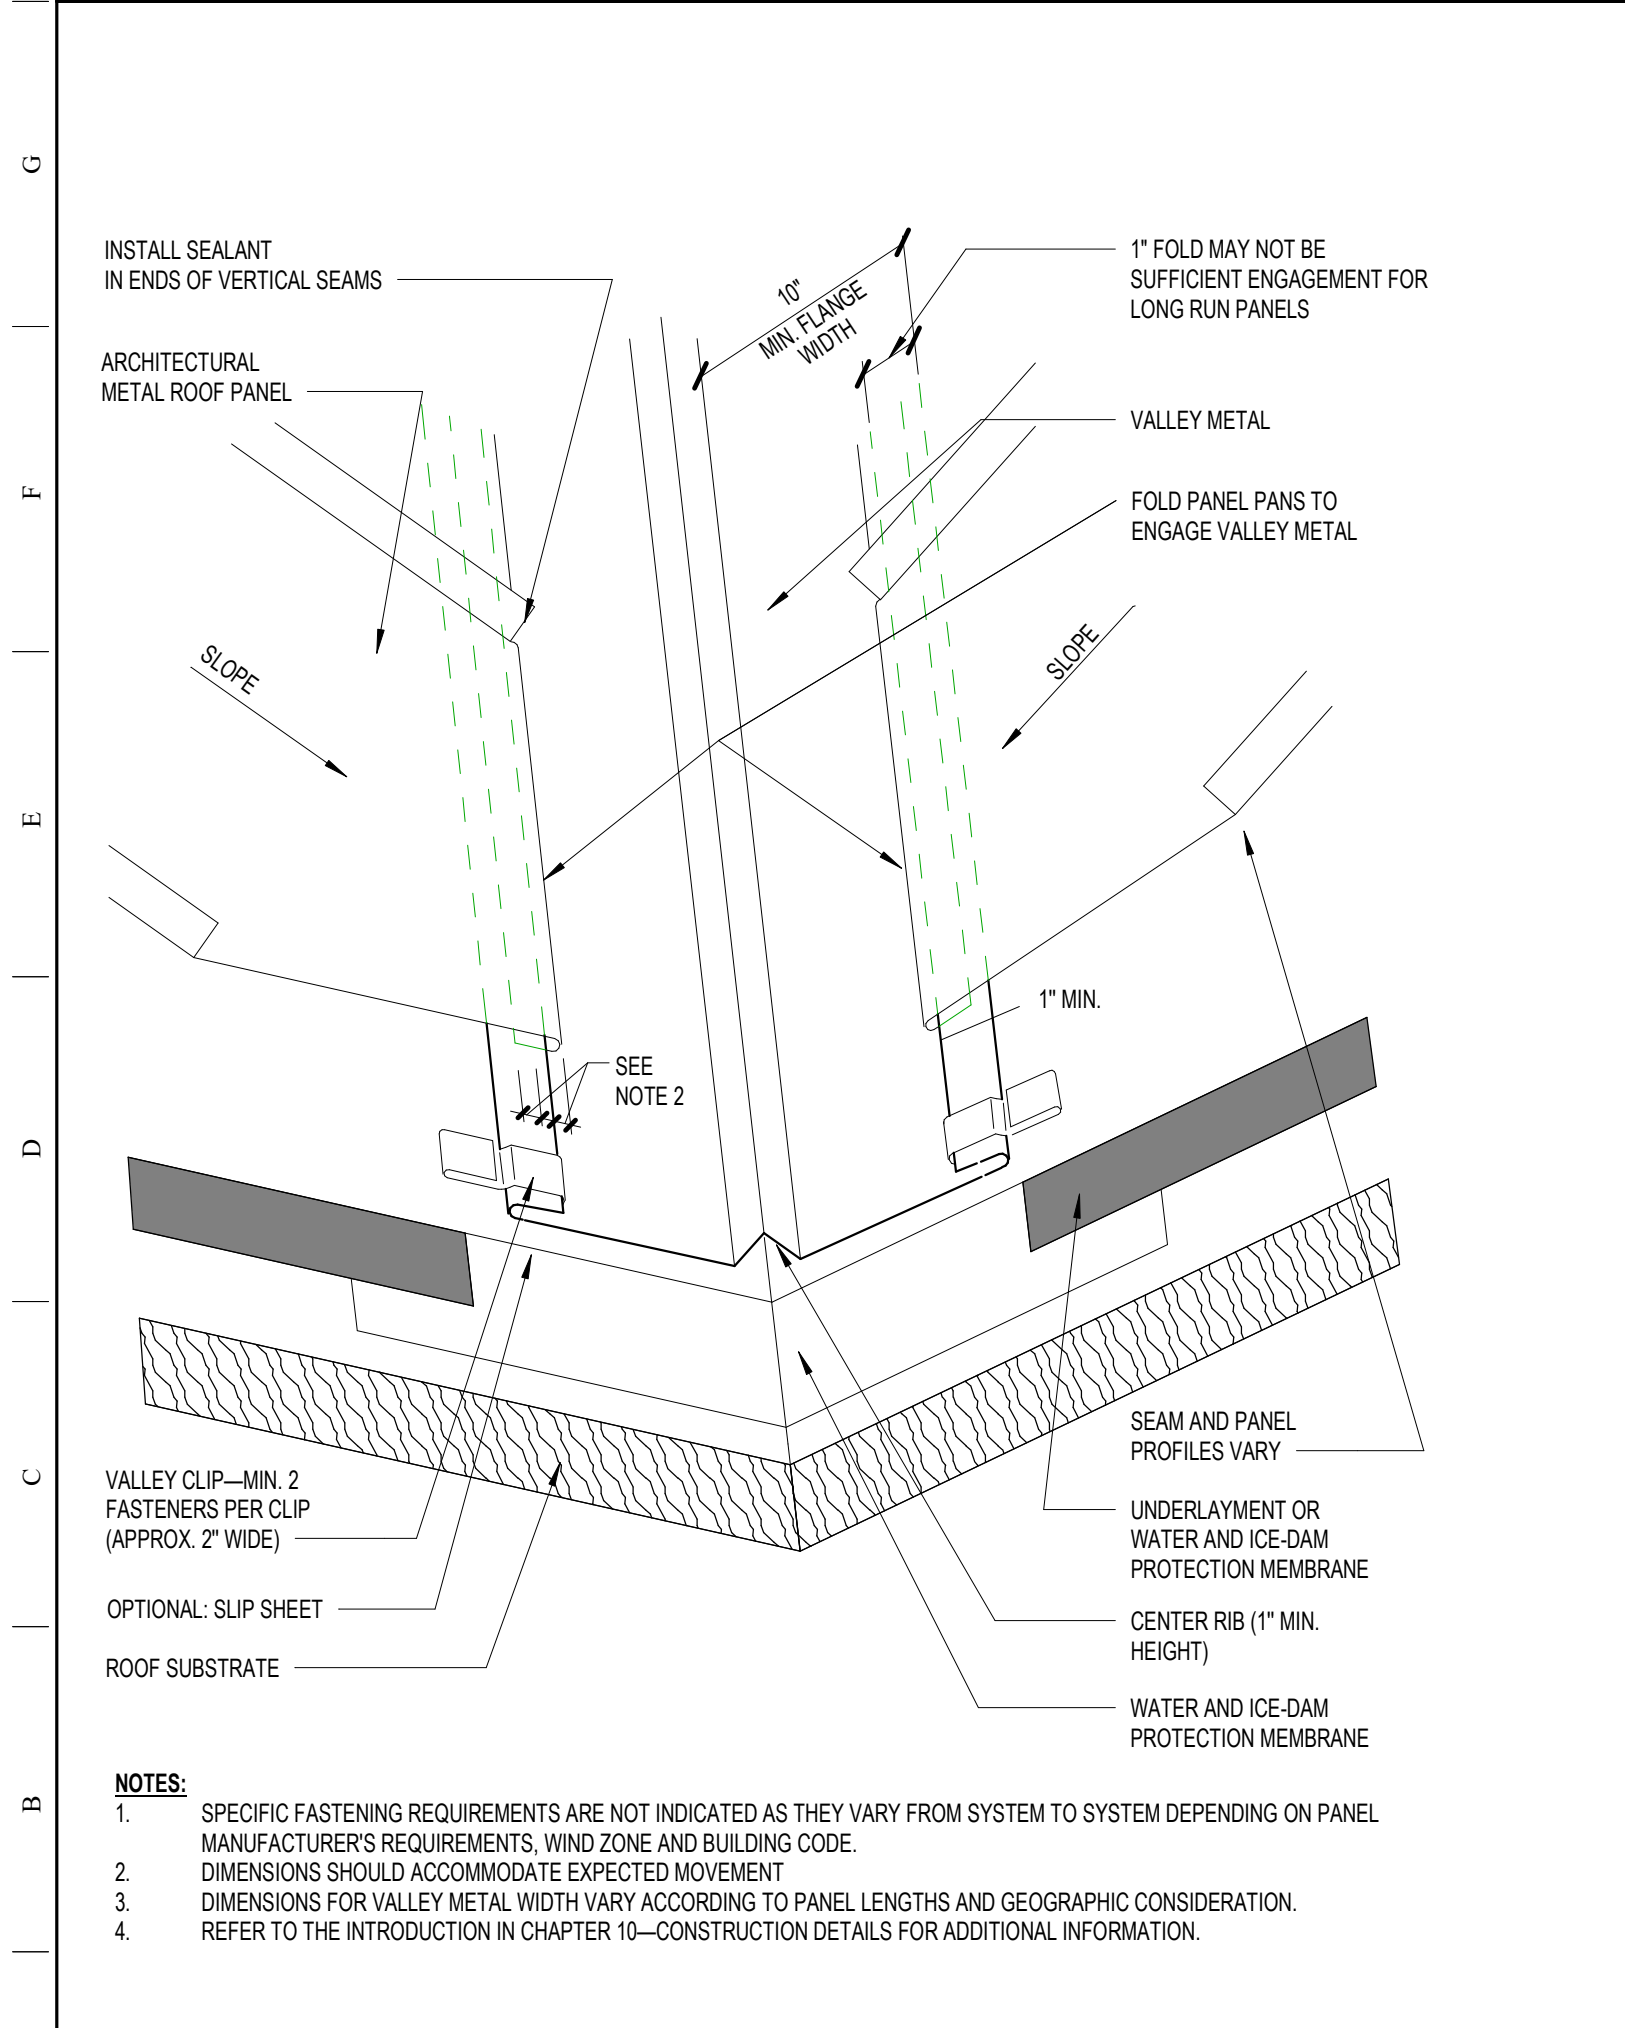 G
INSTALL SEALANT
IN ENDS OF VERTICAL SEAMS
10"
MIN. FLANGE
WIDTH
1" FOLD MAY NOT BE
SUFFICIENT ENGAGEMENT FOR
LONG RUN PANELS
ARCHITECTURAL
METAL ROOF PANEL
VALLEY METAL
F
FOLD PANEL PANS TO
ENGAGE VALLEY METAL
SLOPE
SLOPE
E
1" MIN.
SEE
NOTE 2
D
SEAM AND PANEL
PROFILES VARY
C
VALLEY CLIP—MIN. 2
FASTENERS PER CLIP
(APPROX. 2" WIDE)
UNDERLAYMENT OR
WATER AND ICE-DAM
PROTECTION MEMBRANE
OPTIONAL: SLIP SHEET
CENTER RIB (1" MIN.
HEIGHT)
ROOF SUBSTRATE
WATER AND ICE-DAM
PROTECTION MEMBRANE
B
NOTES:
1. SPECIFIC FASTENING REQUIREMENTS ARE NOT INDICATED AS THEY VARY FROM SYSTEM TO SYSTEM DEPENDING ON PANEL
MANUFACTURER'S REQUIREMENTS, WIND ZONE AND BUILDING CODE.
2. DIMENSIONS SHOULD ACCOMMODATE EXPECTED MOVEMENT
3. DIMENSIONS FOR VALLEY METAL WIDTH VARY ACCORDING TO PANEL LENGTHS AND GEOGRAPHIC CONSIDERATION.
4. REFER TO THE INTRODUCTION IN CHAPTER 10—CONSTRUCTION DETAILS FOR ADDITIONAL INFORMATION.